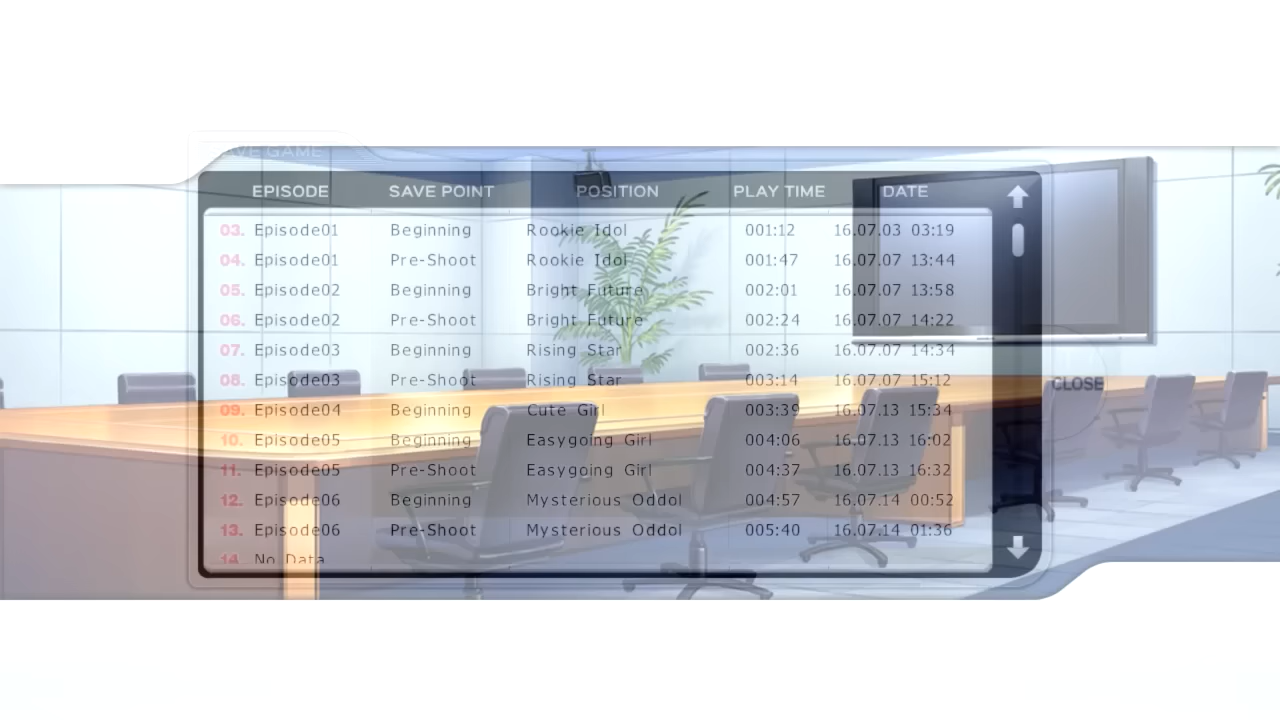 SAVE GAME
EPISODE SAVE POINT POSITION PLAY TIME DATE
03. Episode01 Beginning Rookie Idol 001:12 16.07.03 03:19
04. Episode01 Pre-Shoot Rookie Idol 001:47 16.07.07 13:44
05. Episode02 Beginning Bright Future 002:01 16.07.07 13:58
06. Episode02 Pre-Shoot Bright Future 002:24 16.07.07 14:22
07. Episode03 Beginning Rising Star 002:36 16.07.07 14:34
08. Episode03 Pre-Shoot Rising Star 003:14 16.07.07 15:12
CLOSE
09. Episode04 Beginning Cute Girl 003:39 16.07.13 15:34
10. Episode05 Beginning Easygoing Girl 004:06 16.07.13 16:02
11. Episode05 Pre-Shoot Easygoing Girl 004:37 16.07.13 16:32
12. Episode06 Beginning Mysterious Oddol 004:57 16.07.14 00:52
13. Episode06 Pre-Shoot Mysterious Oddol 005:40 16.07.14 01:36
14. No Data